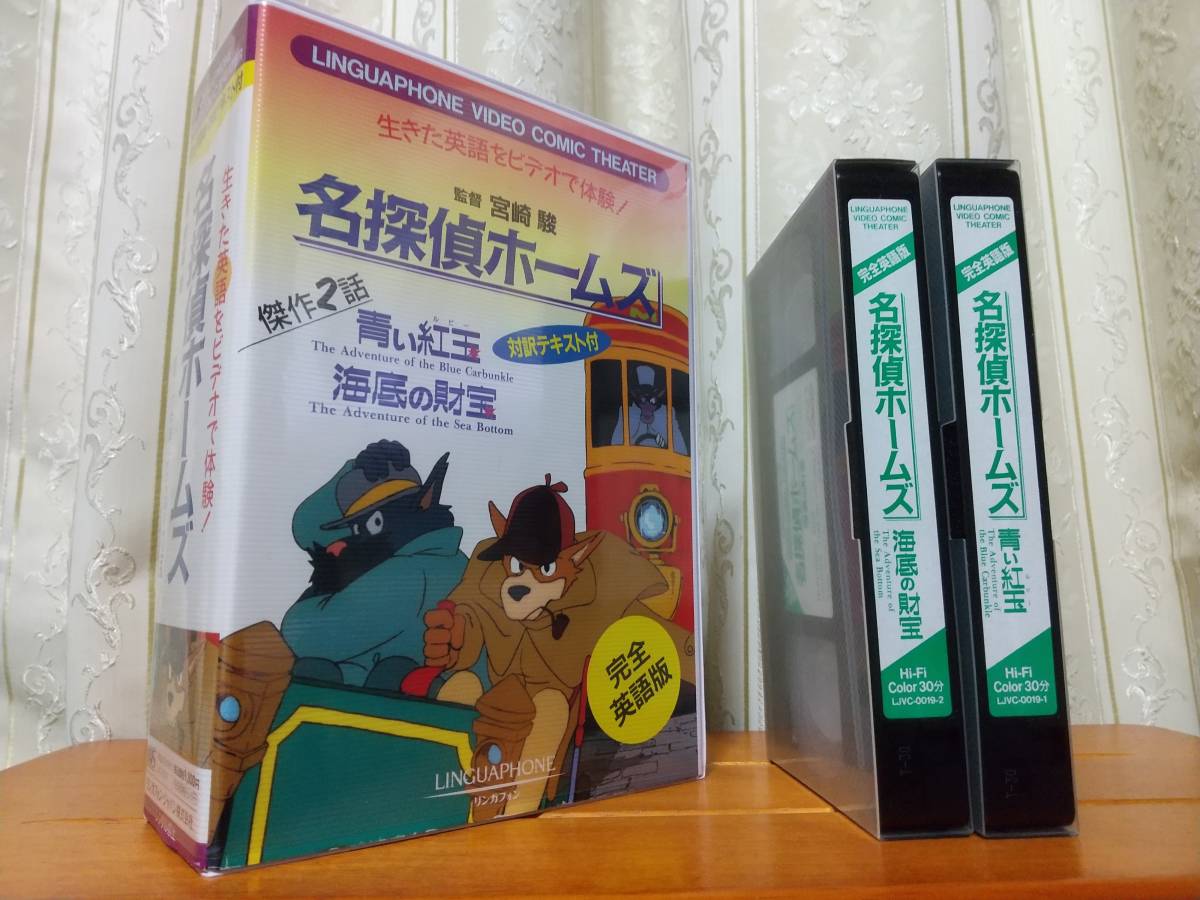 LINGUAPHONE VIDEO COMIC THEATER
生きた英語をビデオで体験!
監督 宮崎 駿
名探偵ホームズ
傑作2話
ルビー
青い紅玉
The Adventure of the Blue Carbunkle
対訳テキスト付
海底の財宝
The Adventure of the Sea Bottom
完全
英語版
LINGUAPHONE
リンガフォン
生きた英語をビデオで体験!
名探偵ホームズ
LINGUAPHONE
VIDEO COMIC
THEATER
完全英語版
名探偵ホームズ
海底の財宝
The Adventure of
the Sea Bottom
Hi-Fi
Color 30分
LJVC-0019-2
LINGUAPHONE
VIDEO COMIC
THEATER
完全英語版
名探偵ホームズ
青い紅玉
The Adventure of
the Blue Carbunkle
Hi-Fi
Color 30分
LJVC-0019-1